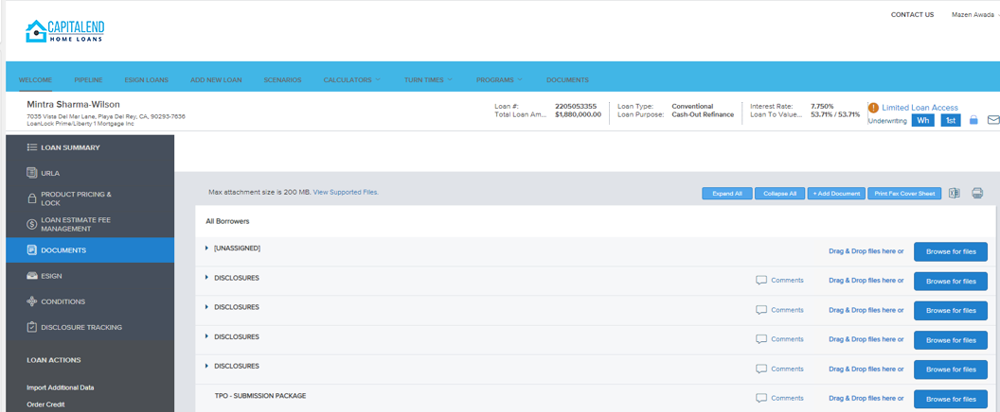 CONTACT US Mazen Awada
CAPITALEND
HOME LOANS
WELCOME PIPELINE ESIGN LOANS ADD NEW LOAN SCENARIOS CALCULATORS TURN TIMES PROGRAMS DOCUMENTS
Mintra Sharma-Wilson
7035 Vista Del Mar Lane, Playa Del Rey, CA, 90293-7636
LoanLock Prime/Liberty 1 Mortgage Inc
Loan #: 2205053355
Total Loan Am... $1,880,000.00
Loan Type: Conventional
Loan Purpose: Cash-Out Refinance
Interest Rate: 7.750%
Loan To Value... 53.71% / 53.71%
Limited Loan Access
Underwriting Wh 1st
LOAN SUMMARY
URLA
PRODUCT PRICING &
LOCK
LOAN ESTIMATE FEE
MANAGEMENT
DOCUMENTS
ESIGN
CONDITIONS
DISCLOSURE TRACKING
LOAN ACTIONS
Import Additional Data
Order Credit
Max attachment size is 200 MB. View Supported Files.
Expand All Collapse All + Add Document Print Fax Cover Sheet
All Borrowers
[UNASSIGNED] Drag & Drop files here or Browse for files
DISCLOSURES Comments Drag & Drop files here or Browse for files
DISCLOSURES Comments Drag & Drop files here or Browse for files
DISCLOSURES Comments Drag & Drop files here or Browse for files
DISCLOSURES Comments Drag & Drop files here or Browse for files
TPO - SUBMISSION PACKAGE Comments Drag & Drop files here or Browse for files